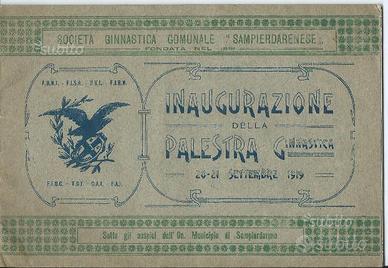 SOCIETÀ GINNASTICA COMUNALE "SAMPIERDARENESE"
FONDATA NEL
F.G.N.I.
INAUGURAZIONE
DELLA
PALESTRA GINNASTICA
20-21 SETTEMBRE 1919
Sotto gli auspici dell'On. Municipio di Sampierdarena
subito
subito